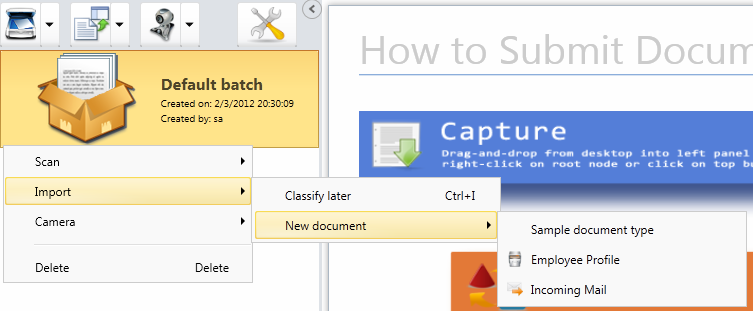 How to Submit Docum
Default batch
Created on: 2/3/2012 20:30:09
Created by: sa
Capture
Drag-and-drop from desktop into left panel
right-click on root node or click on top bu
Scan
Import
Camera
Delete Delete
Classify later Ctrl+I
New document
Sample document type
Employee Profile
Incoming Mail